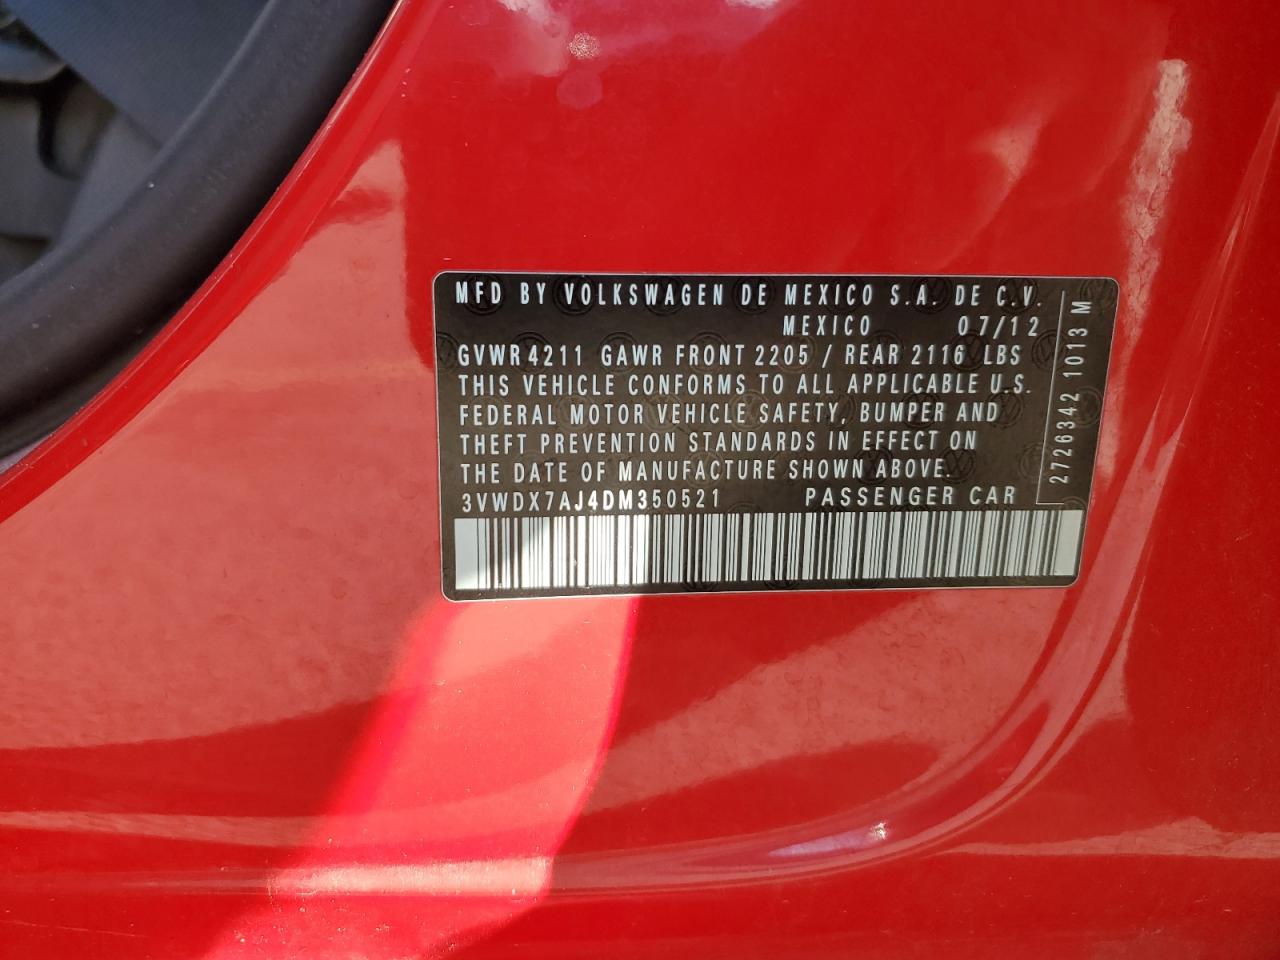 MFD BY VOLKSWAGEN DE MEXICO S.A. DE C.V.
MEXICO 07/12
GVWR 4211 GAWR FRONT 2205 / REAR 2116 LBS
THIS VEHICLE CONFORMS TO ALL APPLICABLE U.S.
FEDERAL MOTOR VEHICLE SAFETY, BUMPER AND
THEFT PREVENTION STANDARDS IN EFFECT ON
THE DATE OF MANUFACTURE SHOWN ABOVE.
3VWDX7AJ4DM350521 PASSENGER CAR
2726342 1013 M